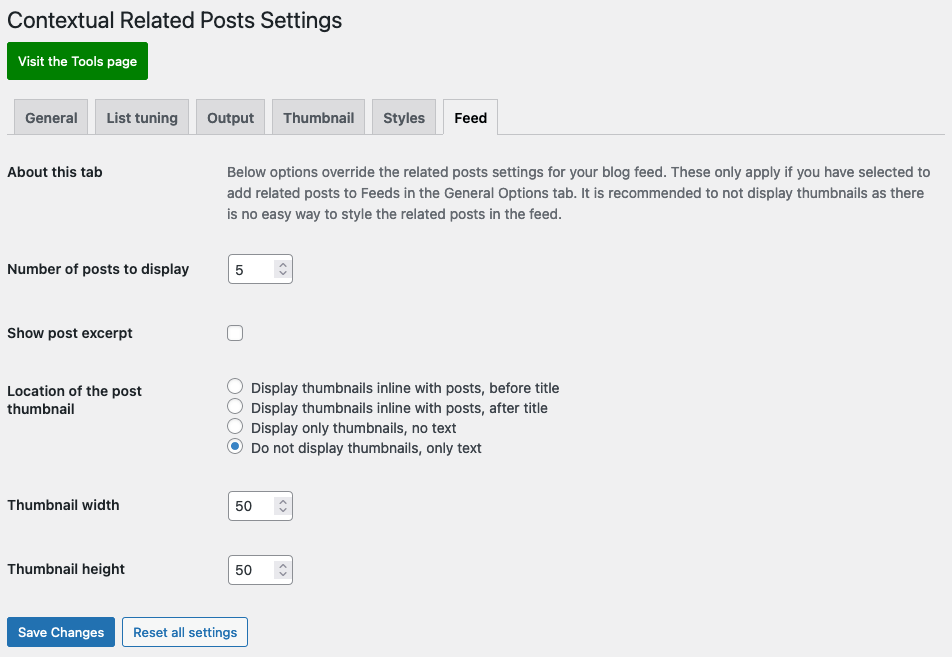 Contextual Related Posts Settings
Visit the Tools page
General List tuning Output Thumbnail Styles Feed
About this tab
Below options override the related posts settings for your blog feed. These only apply if you have selected to
add related posts to Feeds in the General Options tab. It is recommended to not display thumbnails as there
is no easy way to style the related posts in the feed.
Number of posts to display
5
Show post excerpt
Location of the post
thumbnail
Display thumbnails inline with posts, before title
Display thumbnails inline with posts, after title
Display only thumbnails, no text
Do not display thumbnails, only text
Thumbnail width
50
Thumbnail height
50
Save Changes Reset all settings